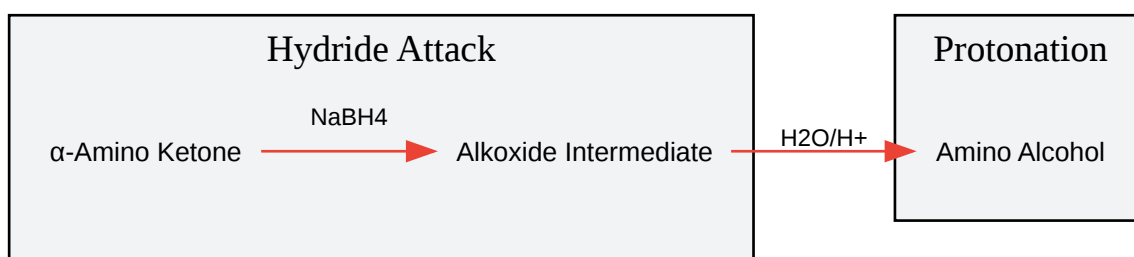 Hydride Attack
Protonation
NaBH4
H2O/H+
α-Amino Ketone
Alkoxide Intermediate
Amino Alcohol